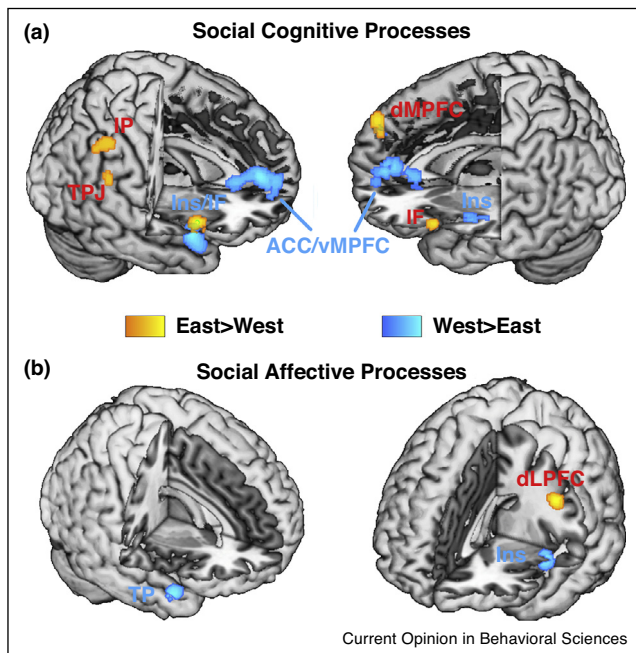 (a)
Social Cognitive Processes
IP
TPJ
Ins/IF
ACC/vMPFC
dMPFC
IF
Ins
East>West
West>East
(b)
Social Affective Processes
TP
dLPFC
Ins
Current Opinion in Behavioral Sciences